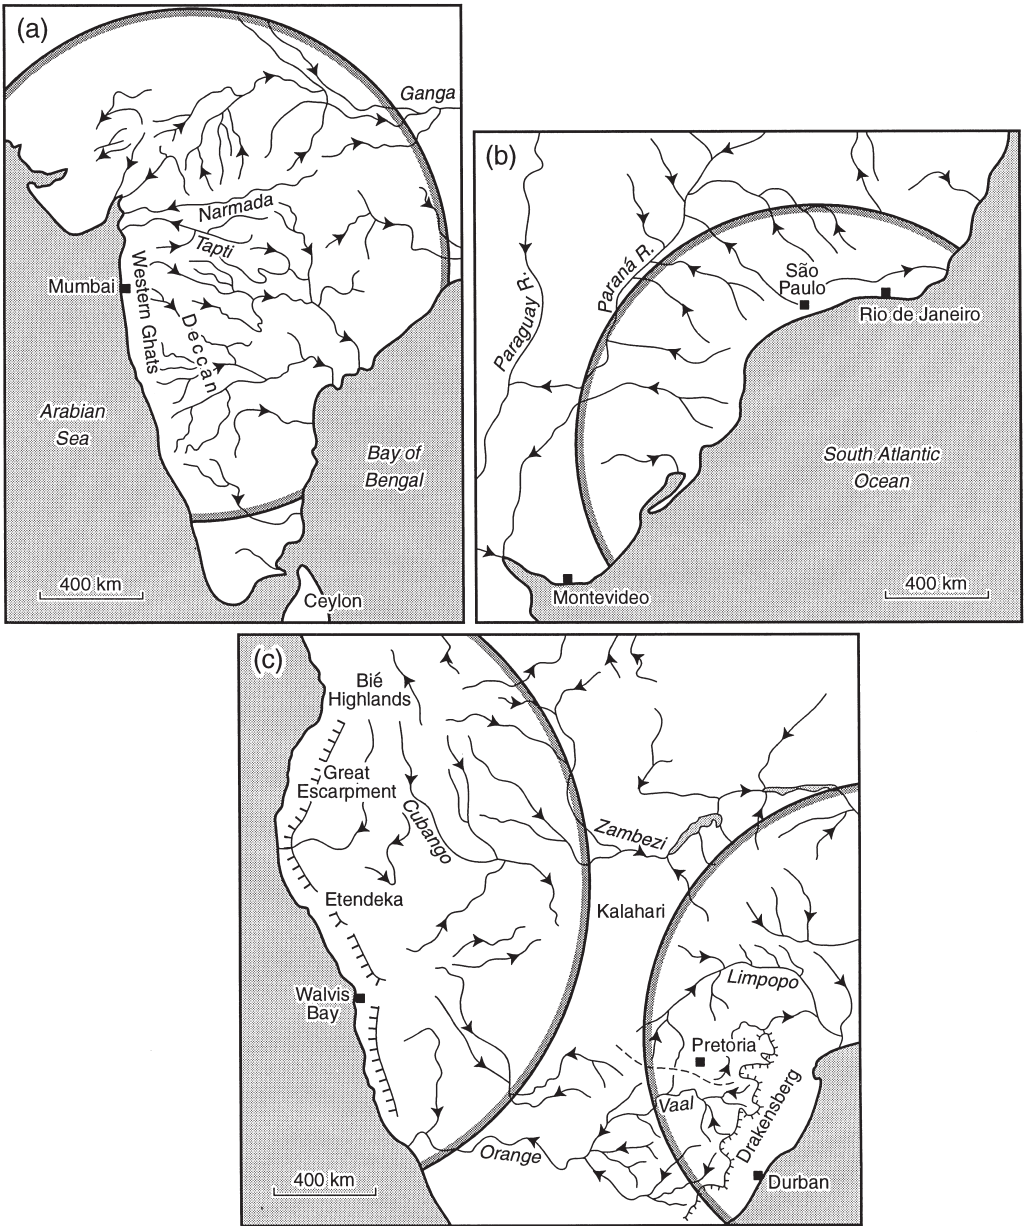 (a)
Ganga
Narmada
Tapti
Mumbai
Western Ghats
Deccan
Arabian
Sea
Bay of
Bengal
400 km
Ceylon
(b)
Paraná R.
Paraguay R.
São
Paulo
Rio de Janeiro
South Atlantic
Ocean
400 km
Montevideo
(c)
Bié
Highlands
Great
Escarpment
Cubango
Zambezi
Etendeka
Kalahari
Limpopo
Walvis
Bay
Pretoria
Vaal
Drakensberg
Orange
400 km
Durban